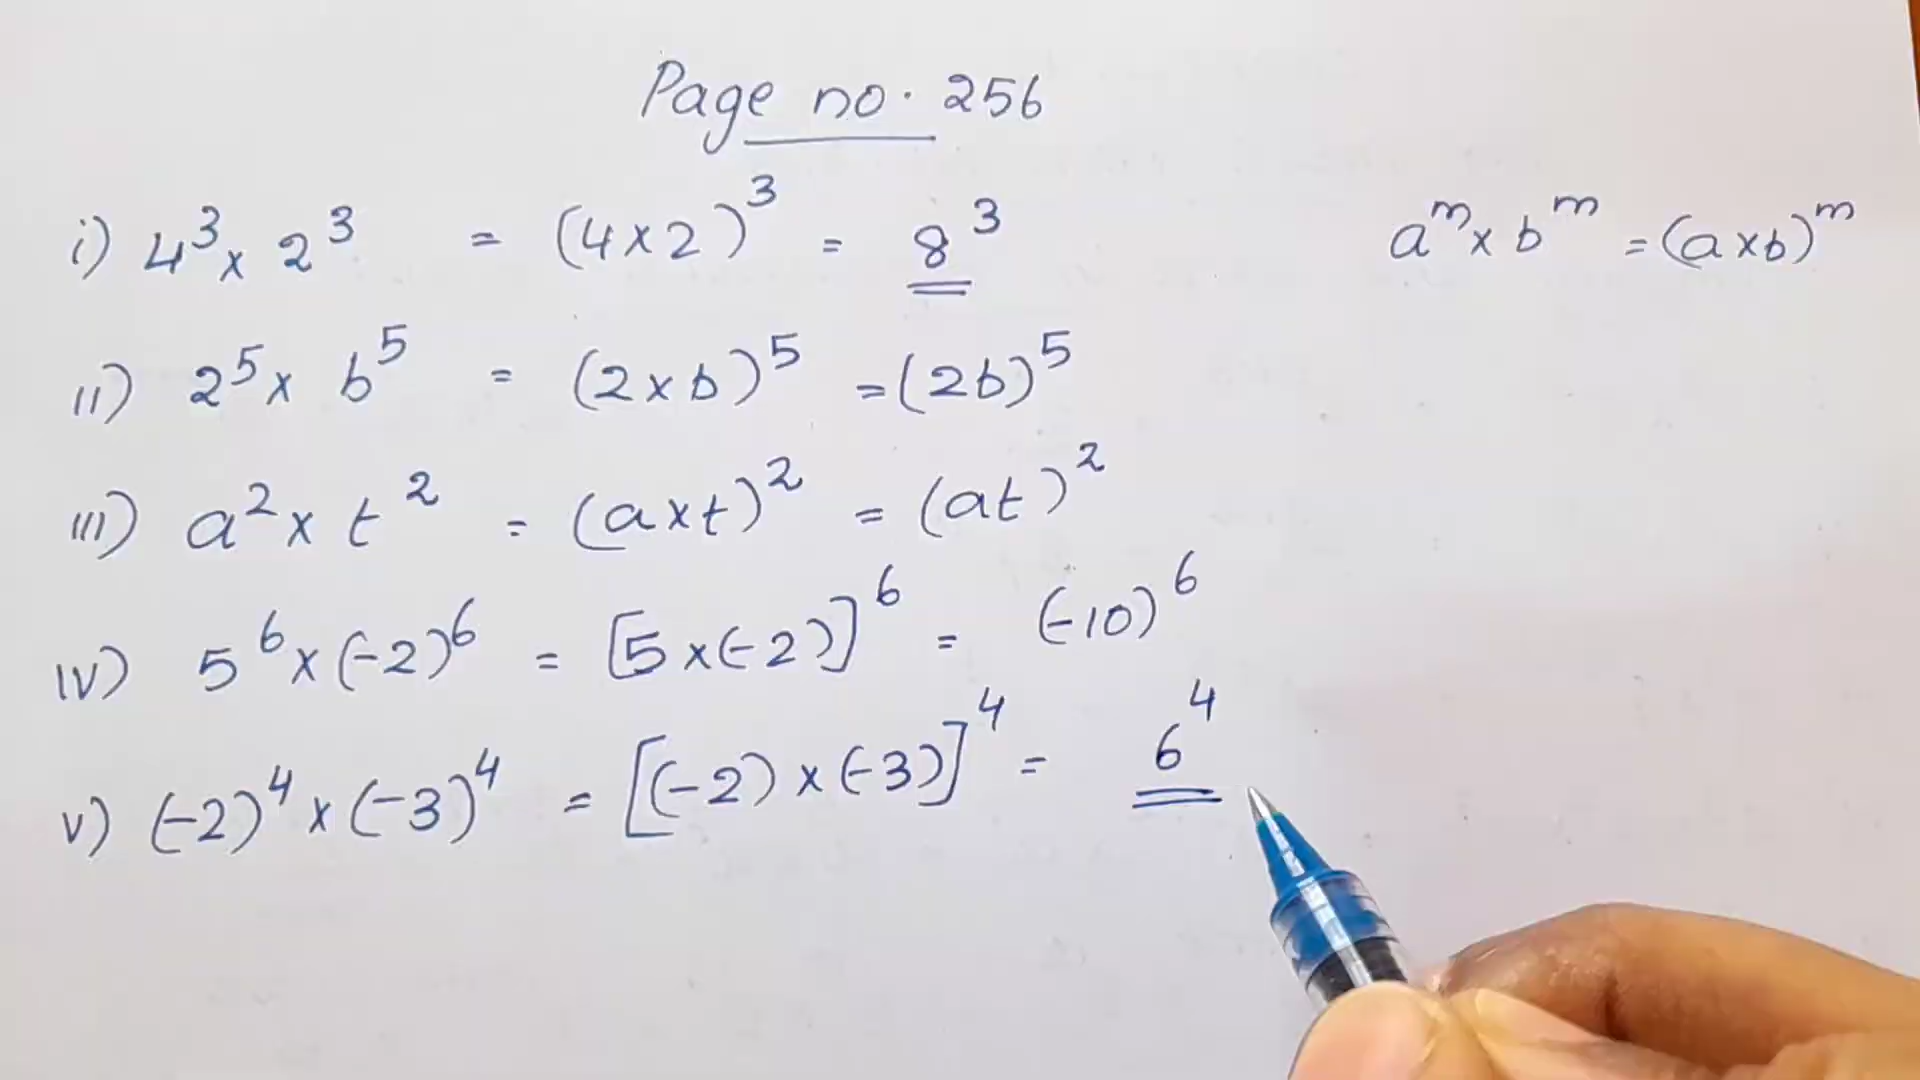 Page no. 256
i) 4³ x 2³ = (4 x 2)³ = 8³
aᵐ x bᵐ = (a x b)ᵐ
ii) 2⁵ x b⁵ = (2 x b)⁵ = (2b)⁵
iii) a² x t² = (a x t)² = (at)²
iv) 5⁶ x (-2)⁶ = [5 x (-2)]⁶ = (-10)⁶
v) (-2)⁴ x (-3)⁴ = [(-2) x (-3)]⁴ = 6⁴